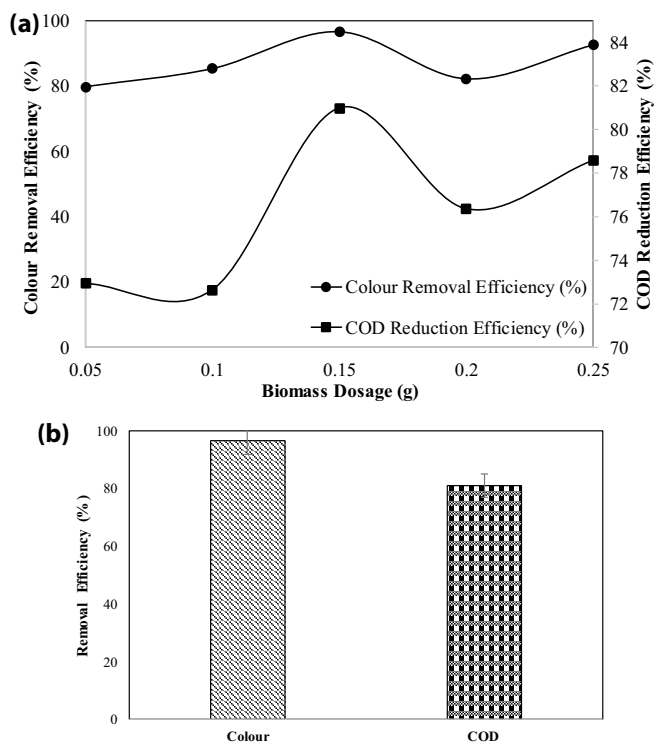 (a)
100
80
60
40
20
0
Colour Removal Efficiency (%)
84
82
80
78
76
74
72
70
COD Reduction Efficiency (%)
Colour Removal Efficiency (%)
COD Reduction Efficiency (%)
0.05 0.1 0.15 0.2 0.25
Biomass Dosage (g)
(b)
100
80
60
40
20
0
Removal Efficiency (%)
Colour COD